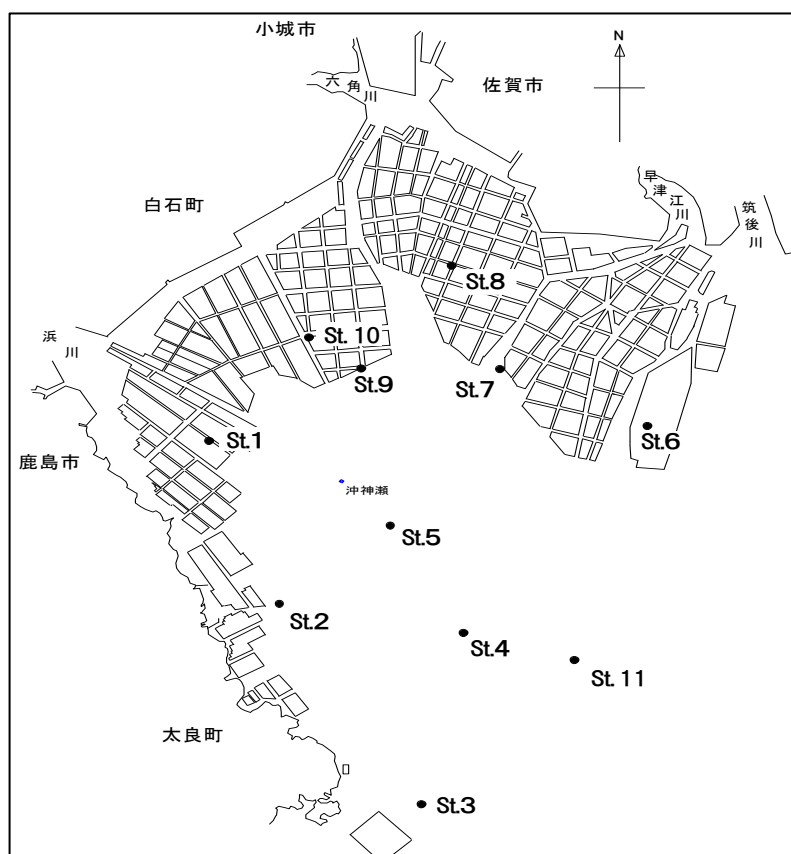 小城市
N
六角川
佐賀市
早津江川
白石町
筑後川
St.8
浜川
St. 10
St.9
St.7
St.6
St.1
鹿島市
沖神瀬
St.5
St.2
St.4
St. 11
太良町
St.3